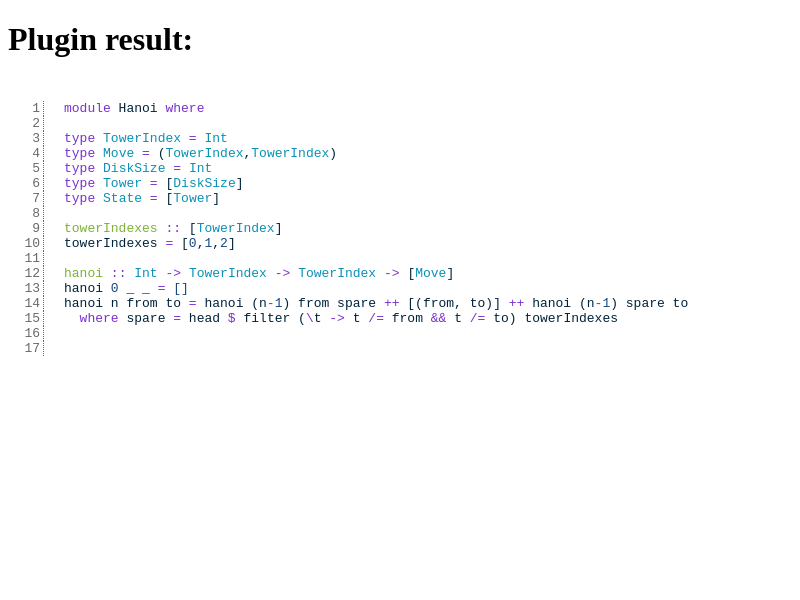 Plugin result:
1 module Hanoi where
2
3 type TowerIndex = Int
4 type Move = (TowerIndex,TowerIndex)
5 type DiskSize = Int
6 type Tower = [DiskSize]
7 type State = [Tower]
8
9 towerIndexes :: [TowerIndex]
10 towerIndexes = [0,1,2]
11
12 hanoi :: Int -> TowerIndex -> TowerIndex -> [Move]
13 hanoi 0 _ _ = []
14 hanoi n from to = hanoi (n-1) from spare ++ [(from, to)] ++ hanoi (n-1) spare to
15   where spare = head $ filter (\t -> t /= from && t /= to) towerIndexes
16
17